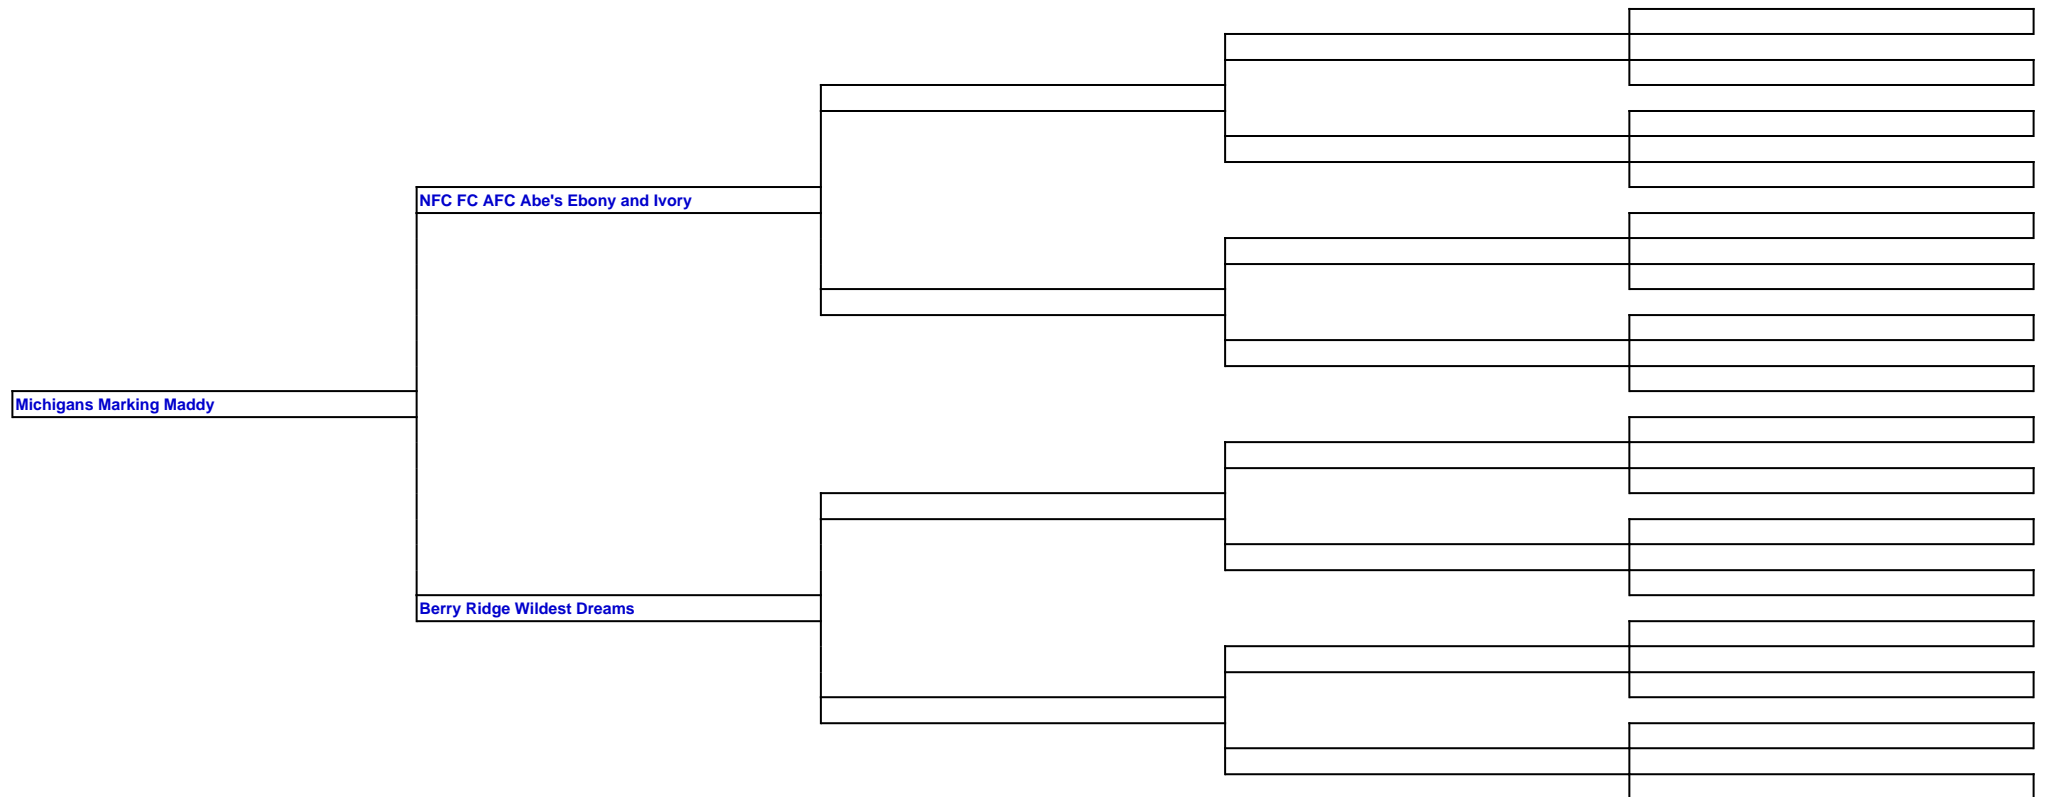 NFC FC AFC Abe's Ebony and Ivory
Michigans Marking Maddy
Berry Ridge Wildest Dreams